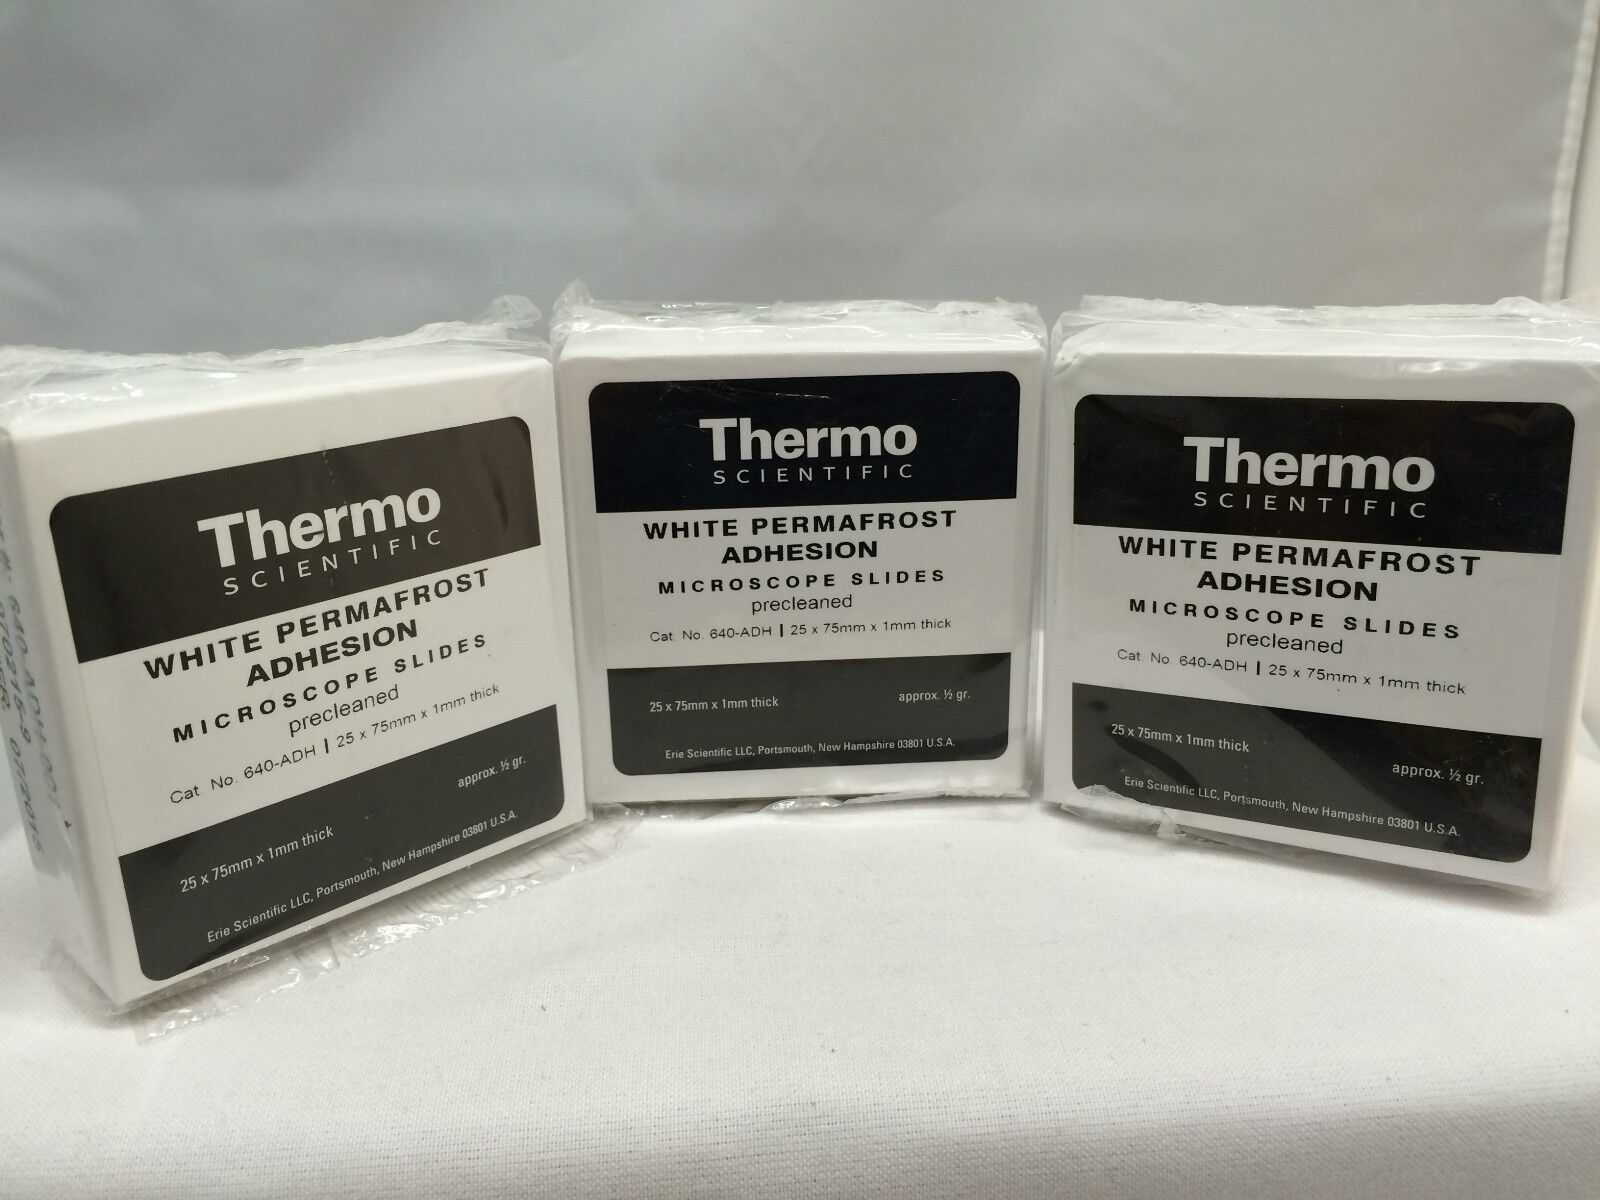 Thermo
SCIENTIFIC
WHITE PERMAFROST
ADHESION
MICROSCOPE SLIDES
precleaned
Cat. No. 640-ADH | 25 x 75mm x 1mm thick
25 x 75mm x 1mm thick
approx. ½ gr.
Erie Scientific LLC, Portsmouth, New Hampshire 03801 U.S.A.
Thermo
SCIENTIFIC
WHITE PERMAFROST
ADHESION
MICROSCOPE SLIDES
precleaned
Cat. No. 640-ADH | 25 x 75mm x 1mm thick
25 x 75mm x 1mm thick
approx. ½ gr.
Erie Scientific LLC, Portsmouth, New Hampshire 03801 U.S.A.
Thermo
SCIENTIFIC
WHITE PERMAFROST
ADHESION
MICROSCOPE SLIDES
precleaned
Cat. No. 640-ADH | 25 x 75mm x 1mm thick
25 x 75mm x 1mm thick
approx. ½ gr.
Erie Scientific LLC, Portsmouth, New Hampshire 03801 U.S.A.